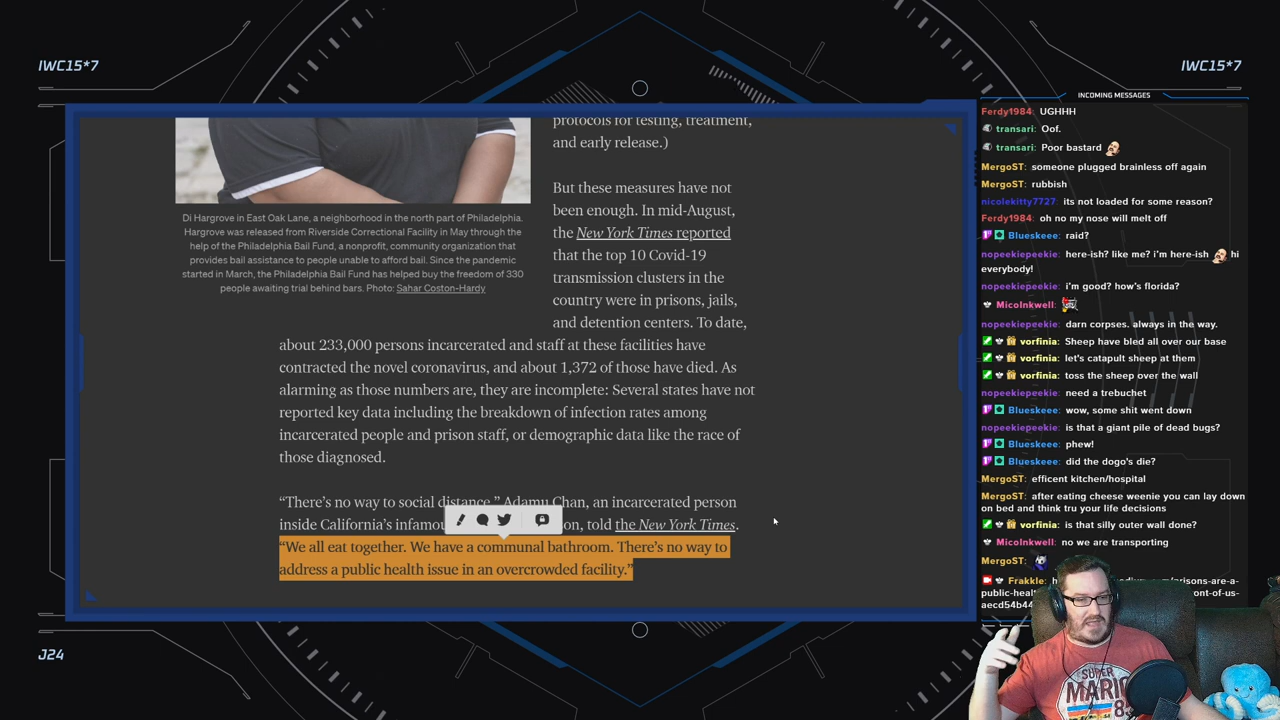 IWC15*7
IWC15*7
protocols for testing, treatment,
and early release.)
But these measures have not
been enough. In mid-August,
the New York Times reported
that the top 10 Covid-19
transmission clusters in the
country were in prisons, jails,
and detention centers. To date,
about 233,000 persons incarcerated and staff at these facilities have
contracted the novel coronavirus, and about 1,372 of those have died. As
alarming as those numbers are, they are incomplete: Several states have not
reported key data including the breakdown of infection rates among
incarcerated people and prison staff, or demographic data like the race of
those diagnosed.
“There’s no way to social distance,” Adamu Chan, an incarcerated person
inside California’s infamou on, told the New York Times.
“We all eat together. We have a communal bathroom. There’s no way to
address a public health issue in an overcrowded facility.”
Di Hargrove in East Oak Lane, a neighborhood in the north part of Philadelphia.
Hargrove was released from Riverside Correctional Facility in May through the
help of the Philadelphia Bail Fund, a nonprofit, community organization that
provides bail assistance to people unable to afford bail. Since the pandemic
started in March, the Philadelphia Bail Fund has helped buy the freedom of 330
people awaiting trial behind bars. Photo: Sahar Coston-Hardy
INCOMING MESSAGES
Ferdy1984: UGHHH
transari: Oof.
transari: Poor bastard
MergoST: someone plugged brainless off again
MergoST: rubbish
nicolekitty7727: its not loaded for some reason?
Ferdy1984: oh no my nose will melt off
Blueskeee: raid?
nopeekiepeekie: here-ish? like me? i'm here-ish hi
everybody!
nopeekiepeekie: i'm good? how's florida?
MicoInkwell:
nopeekiepeekie: darn corpses. always in the way.
vorfinia: Sheep have bled all over our base
vorfinia: let's catapult sheep at them
vorfinia: toss the sheep over the wall
nopeekiepeekie: need a trebuchet
Blueskeee: wow, some shit went down
nopeekiepeekie: is that a giant pile of dead bugs?
Blueskeee: phew!
Blueskeee: did the dogo's die?
MergoST: efficent kitchen/hospital
MergoST: after eating cheese weenie you can lay down
on bed and think tru your life decisions
vorfinia: is that silly outer wall done?
MicoInkwell: no we are transporting
MergoST:
Frakkle: h dium.com/prisons-are-a-
public-heal ont-of-us-
aecd54b44
SUPER
MARI
8
J24